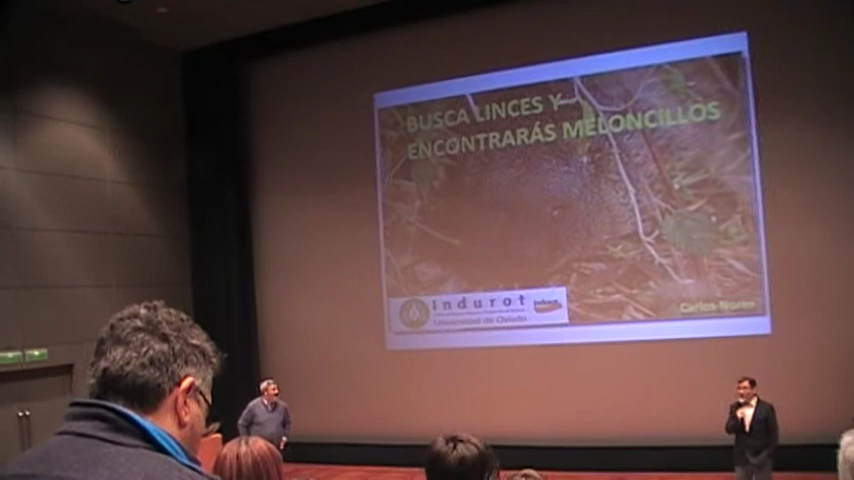 BUSCA LINCES Y
ENCONTRARÁS MELONCILLOS
Indurot
Universidad de Oviedo
Carlos Nores